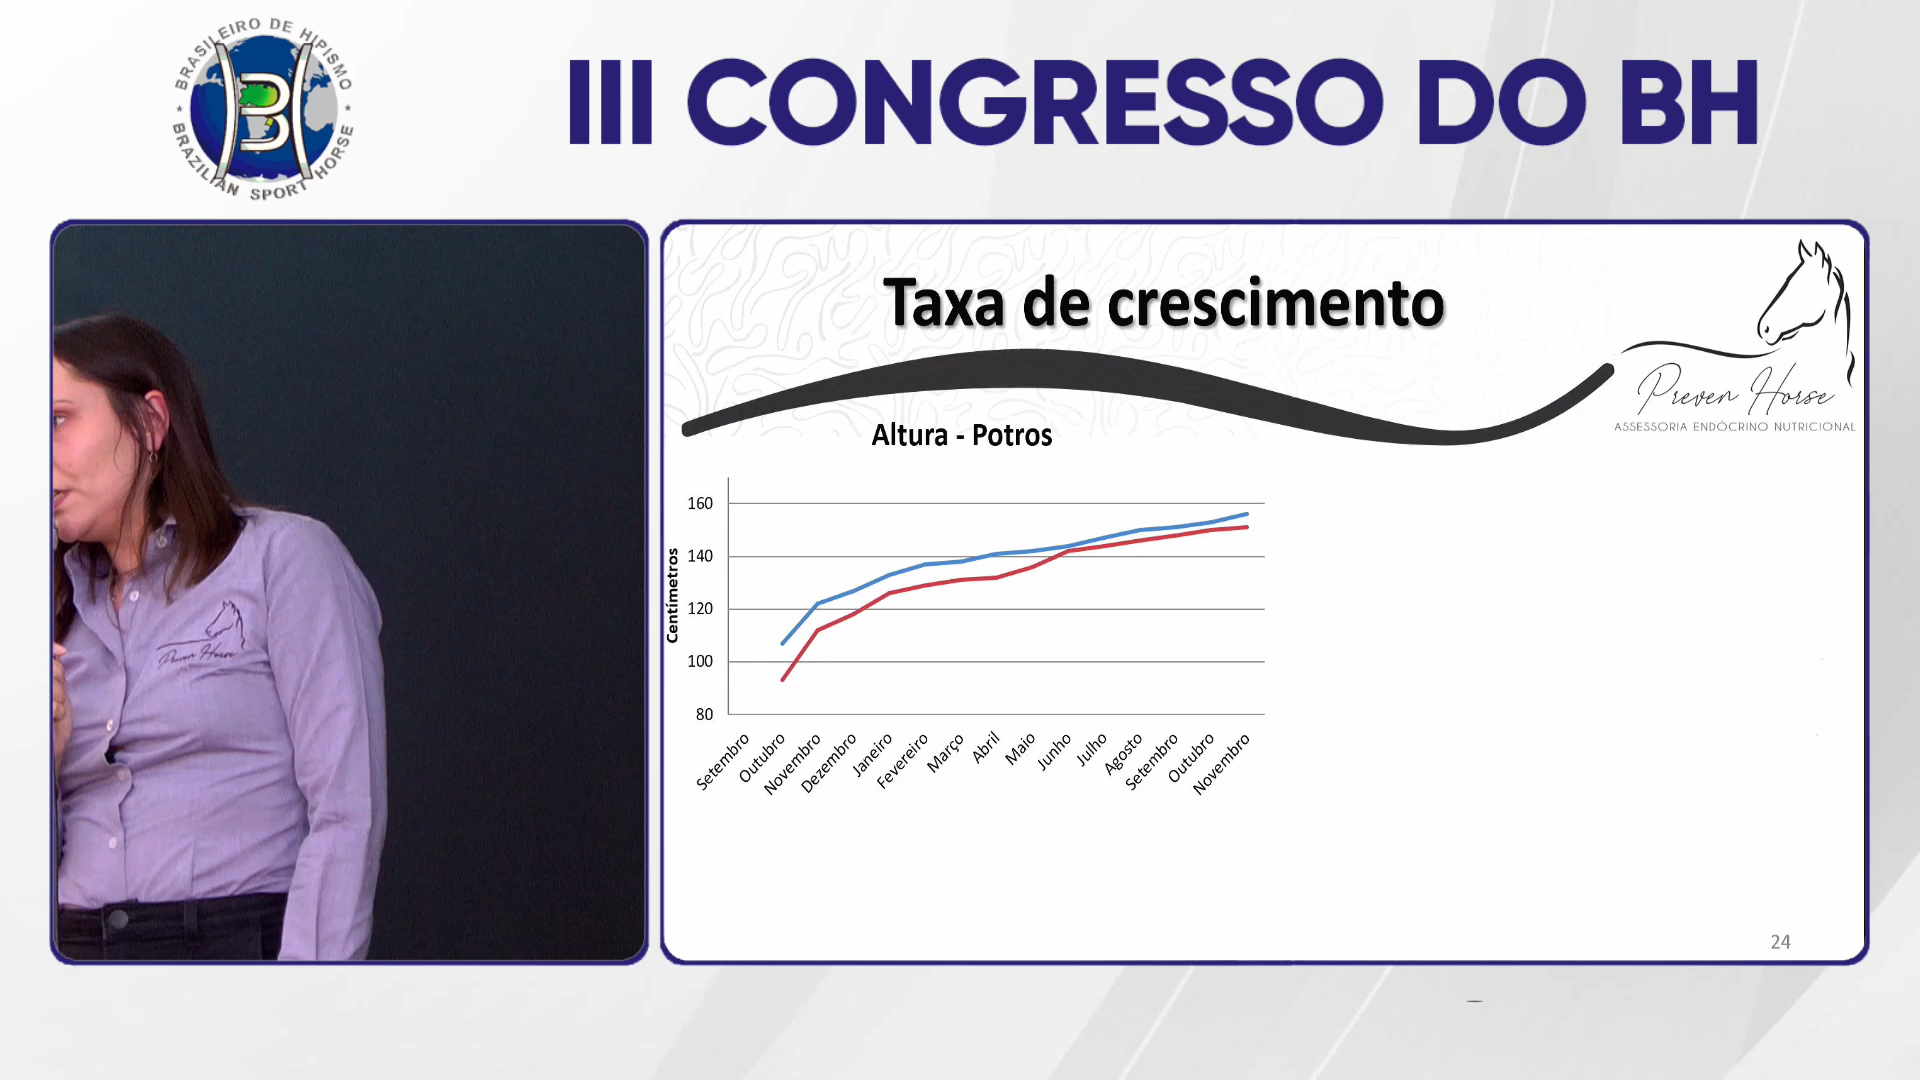 BRASILEIRO DE HIPISMO
BRAZILIAN SPORT HORSE
B
III CONGRESSO DO BH
Taxa de crescimento
Preven Horse
ASSESSORIA ENDÓCRINO NUTRICIONAL
Altura - Potros
Centímetros
160
140
120
100
80
Setembro
Outubro
Novembro
Dezembro
Janeiro
Fevereiro
Março
Abril
Maio
Junho
Julho
Agosto
Setembro
Outubro
Novembro
Preven Horse
24